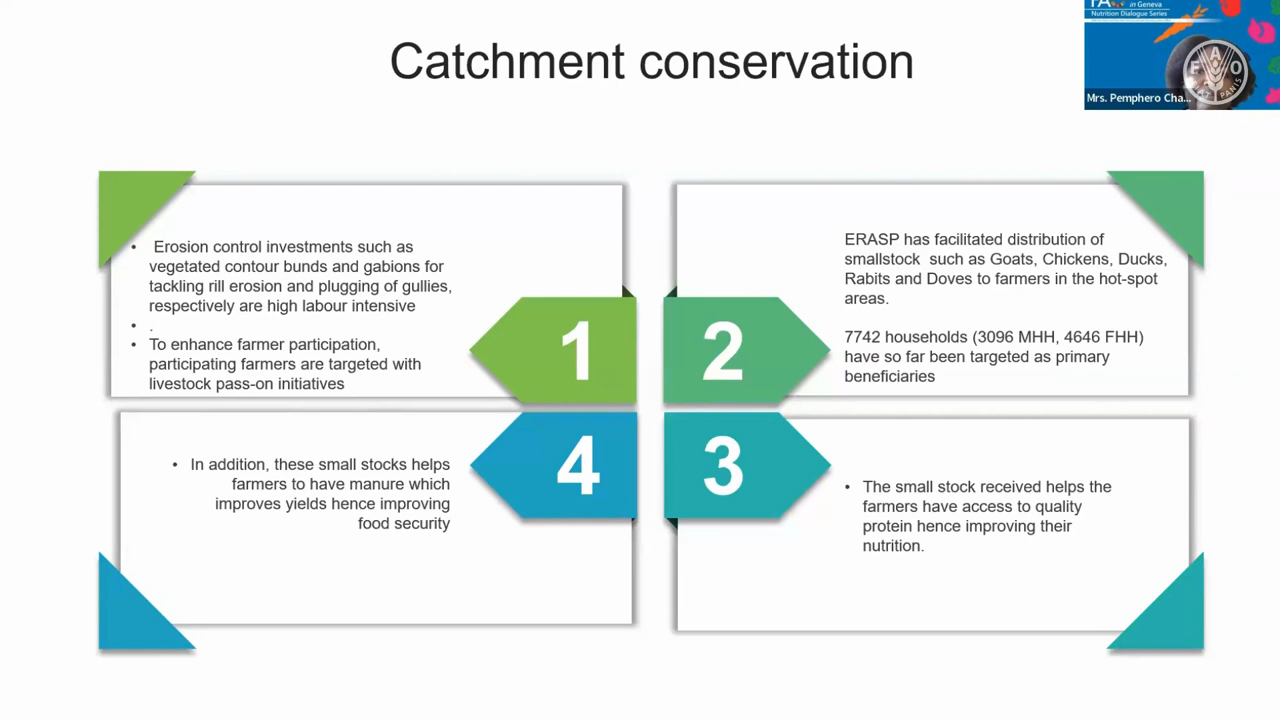 Catchment conservation
in Geneva
Nutrition Dialogue Series
FAO
FIAT PANIS
Mrs. Pemphero Cha...
• Erosion control investments such as
vegetated contour bunds and gabions for
tackling rill erosion and plugging of gullies,
respectively are high labour intensive
• .
• To enhance farmer participation,
participating farmers are targeted with
livestock pass-on initiatives
1
2
ERASP has facilitated distribution of
smallstock such as Goats, Chickens, Ducks,
Rabits and Doves to farmers in the hot-spot
areas.
7742 households (3096 MHH, 4646 FHH)
have so far been targeted as primary
beneficiaries
• In addition, these small stocks helps
farmers to have manure which
improves yields hence improving
food security
4
3
• The small stock received helps the
farmers have access to quality
protein hence improving their
nutrition.